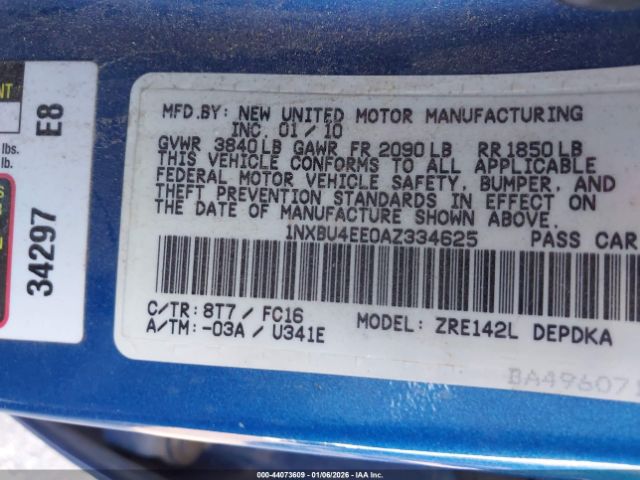 MFD.BY: NEW UNITED MOTOR MANUFACTURING
INC. 01/10
GVWR 3840LB GAWR FR 2090LB RR 1850LB
THIS VEHICLE CONFORMS TO ALL APPLICABLE
FEDERAL MOTOR VEHICLE SAFETY, BUMPER, AND
THEFT PREVENTION STANDARDS IN EFFECT ON
THE DATE OF MANUFACTURE SHOWN ABOVE.
1NXBU4EE0AZ334625 PASS CAR
C/TR: 8T7 / FC16
A/TM: -03A / U341E
MODEL: ZRE142L DEPDKA
BA49607
34297 E8
lbs.
lb.
000-44073609 - 01/06/2026 - IAA Inc.